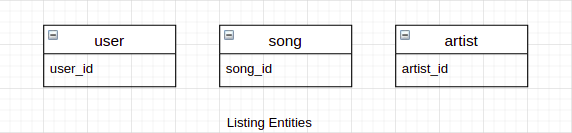 user
user_id
song
song_id
artist
artist_id
Listing Entities